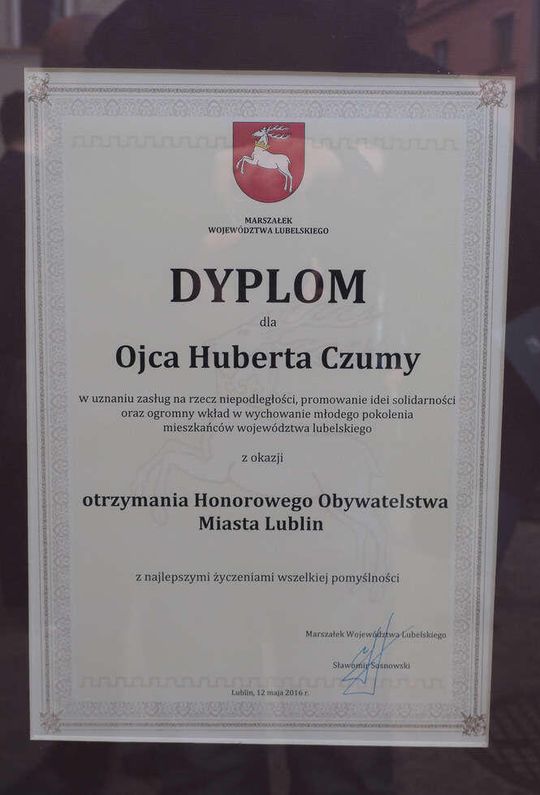 MARSZAŁEK
WOJEWÓDZTWA LUBELSKIEGO
DYPLOM
dla
Ojca Huberta Czumy
w uznaniu zasług na rzecz niepodległości, promowanie idei solidarności
oraz ogromny wkład w wychowanie młodego pokolenia
mieszkańców województwa lubelskiego
z okazji
otrzymania Honorowego Obywatelstwa
Miasta Lublin
z najlepszymi życzeniami wszelkiej pomyślności
Marszałek Województwa Lubelskiego
Sławomir Sosnowski
Lublin, 12 maja 2016 r.